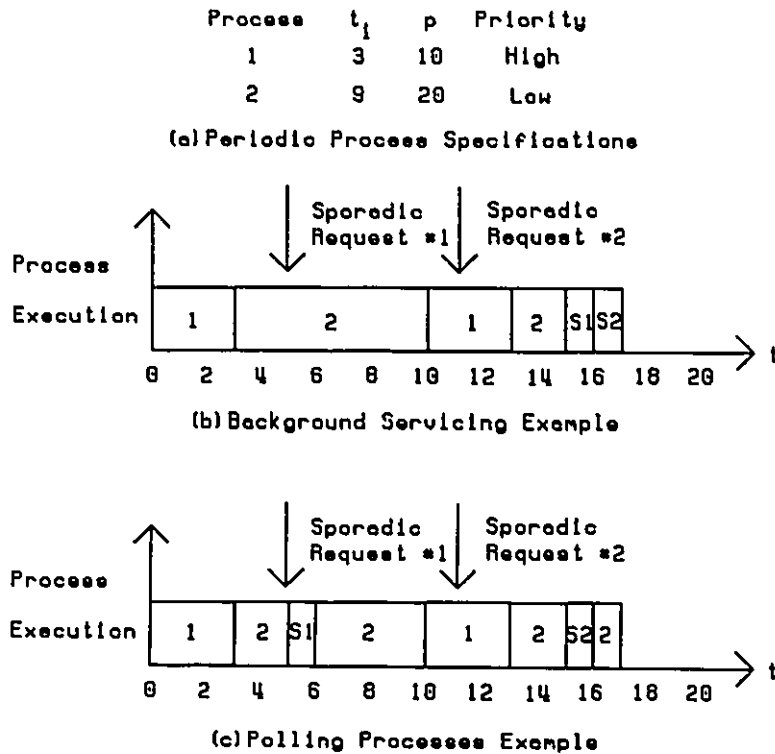 Process t_i p Priority
1 3 10 High
2 9 20 Low
(a) Periodic Process Specifications
Sporadic Sporadic
Request #1 Request #2
Process
Execution 1 2 1 2 S1 S2
t
0 2 4 6 8 10 12 14 16 18 20
(b) Background Servicing Example
Sporadic Sporadic
Request #1 Request #2
Process
Execution 1 2 S1 2 1 2 S2 2
t
0 2 4 6 8 10 12 14 16 18 20
(c) Polling Processes Example